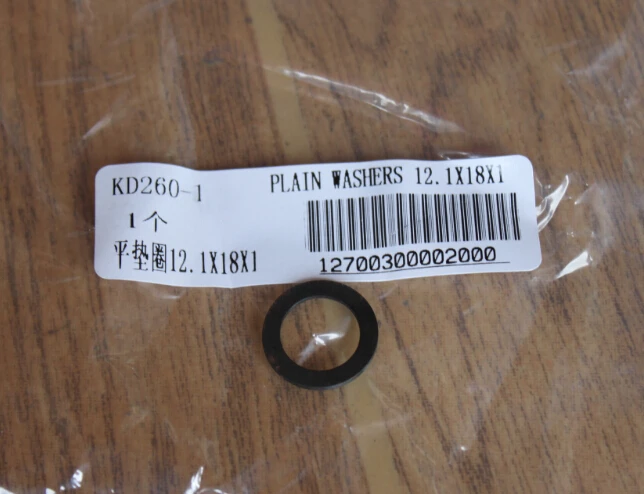 KD260-1
PLAIN WASHERS 12.1X18X1
1个
平垫圈12.1X18X1
12700300002000